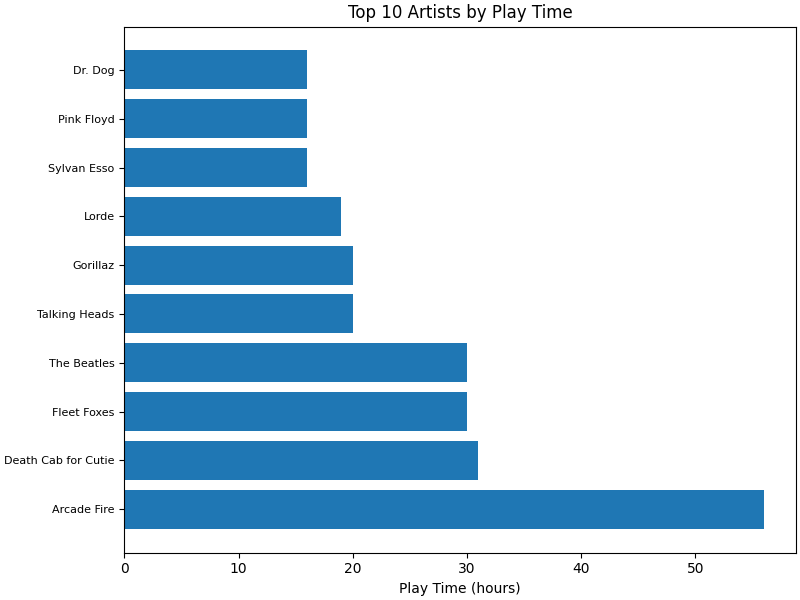 Top 10 Artists by Play Time
Dr. Dog
Pink Floyd
Sylvan Esso
Lorde
Gorillaz
Talking Heads
The Beatles
Fleet Foxes
Death Cab for Cutie
Arcade Fire
0 10 20 30 40 50
Play Time (hours)